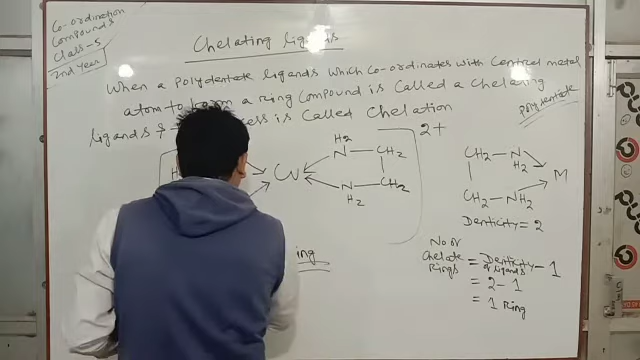 Co-ordination
Compounds
Class-5
2nd Year
Chelating ligands
When a polydentate ligands which co-ordinates with central metal
atom to form a ring compound is called a chelating
ligands & is called Chelation
polydentate
2+
H2
N — CH2
Cu
N — CH2
H2
CH2 — N
H2
M
CH2 — NH2
Denticity = 2
No of
Chelate
Rings
= Denticity - 1
of ligands
= 2 - 1
= 1 Ring